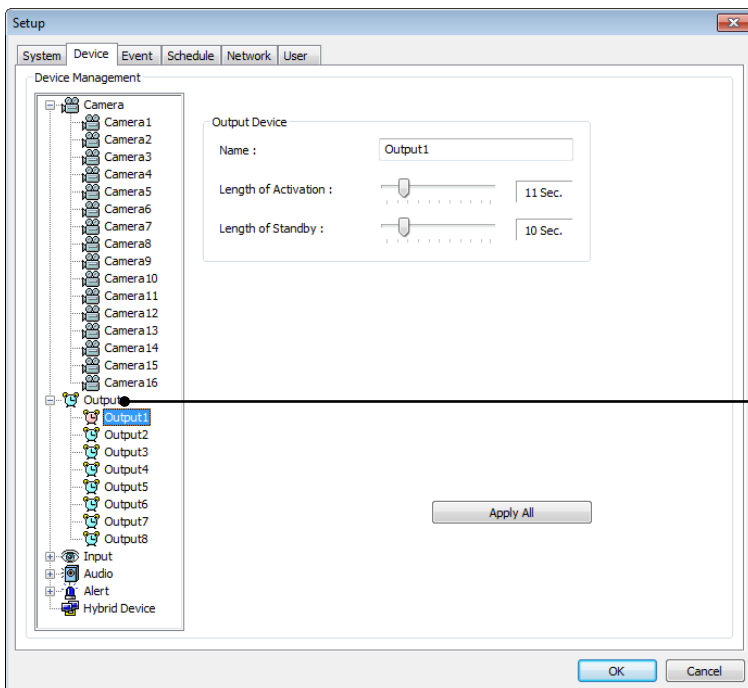 Setup
System Device Event Schedule Network User
Device Management
Camera
Camera1
Camera2
Camera3
Camera4
Camera5
Camera6
Camera7
Camera8
Camera9
Camera10
Camera11
Camera12
Camera13
Camera14
Camera15
Camera16
Output
Output1
Output2
Output3
Output4
Output5
Output6
Output7
Output8
Input
Audio
Alert
Hybrid Device
Output Device
Name : Output1
Length of Activation : 11 Sec.
Length of Standby : 10 Sec.
Apply All
OK Cancel